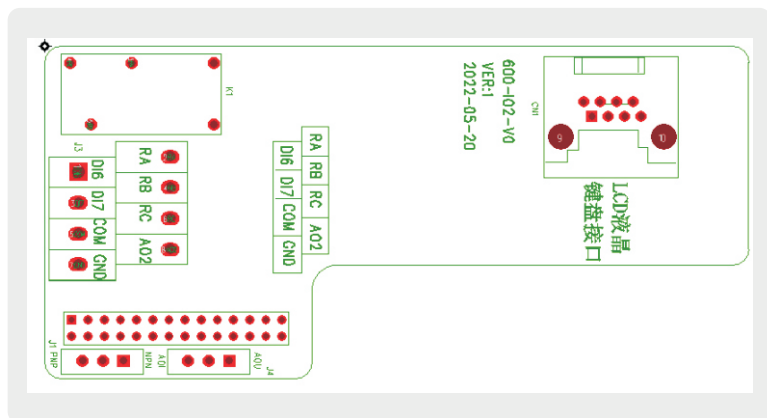 600-IO2-V0
VER:1
2022-05-20
K1
CN1
J3
RA
RB
RC
AO2
DI6
DI7
COM
GND
RA
RB
RC
AO2
DI6
DI7
COM
GND
LCD液晶
键盘接口
J1
PNP
NPN
AOI
AOU
J4